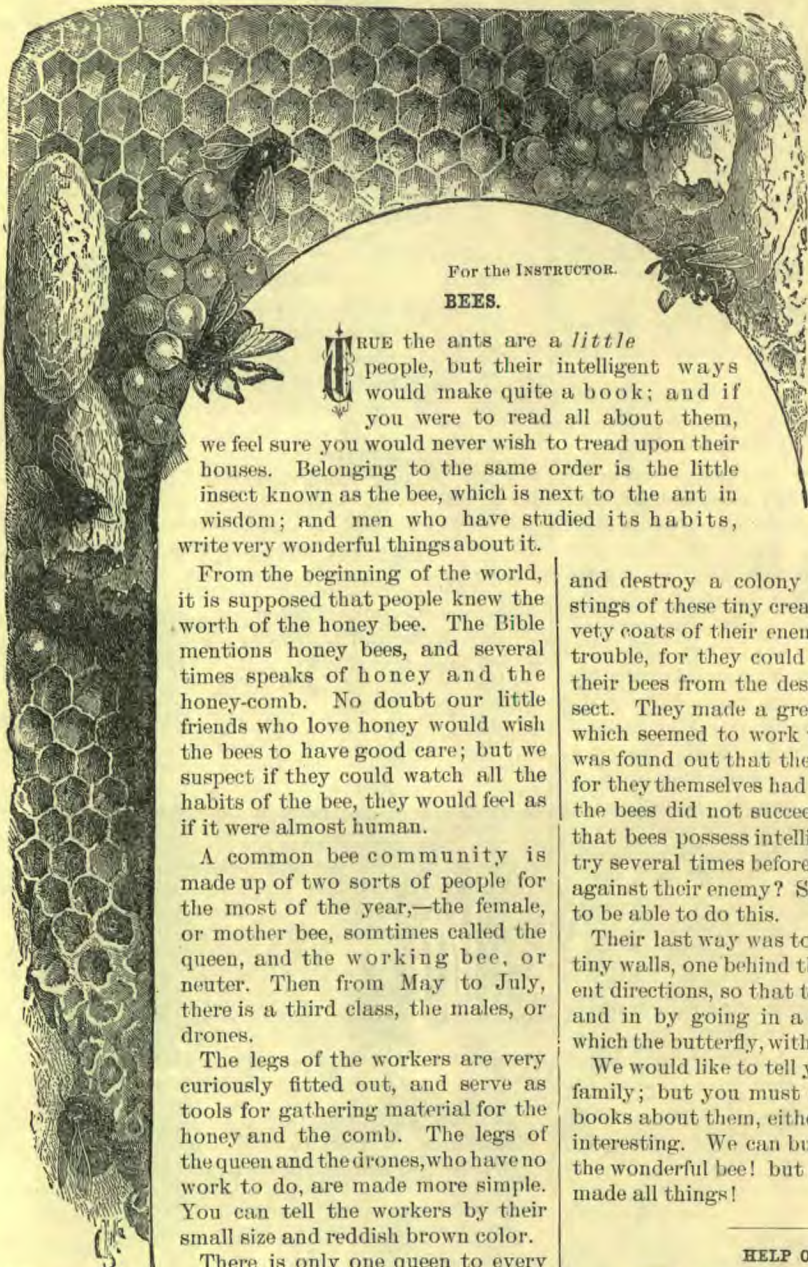 For the INSTRUCTOR.
BEES.
TRUE the ants are a little
people, but their intelligent ways
would make quite a book; and if
you were to read all about them,
we feel sure you would never wish to tread upon their
houses. Belonging to the same order is the little
insect known as the bee, which is next to the ant in
wisdom; and men who have studied its habits,
write very wonderful things about it.
From the beginning of the world,
it is supposed that people knew the
worth of the honey bee. The Bible
mentions honey bees, and several
times speaks of honey and the
honey-comb. No doubt our little
friends who love honey would wish
the bees to have good care; but we
suspect if they could watch all the
habits of the bee, they would feel as
if it were almost human.
A common bee community is
made up of two sorts of people for
the most of the year,—the female,
or mother bee, somtimes called the
queen, and the working bee, or
neuter. Then from May to July,
there is a third class, the males, or
drones.
The legs of the workers are very
curiously fitted out, and serve as
tools for gathering material for the
honey and the comb. The legs of
the queen and the drones, who have no
work to do, are made more simple.
You can tell the workers by their
small size and reddish brown color.
There is only one queen to every
and destroy a colony
stings of these tiny crea
vety coats of their enem
trouble, for they could
their bees from the des
sect. They made a gre
which seemed to work
was found out that the
for they themselves had
the bees did not succee
that bees possess intelli
try several times before
against their enemy? S
to be able to do this.
Their last way was to
tiny walls, one behind t
ent directions, so that t
and in by going in a
which the butterfly, with
We would like to tell y
family; but you must
books about them, eithe
interesting. We can bu
the wonderful bee! but
made all things!
HELP O